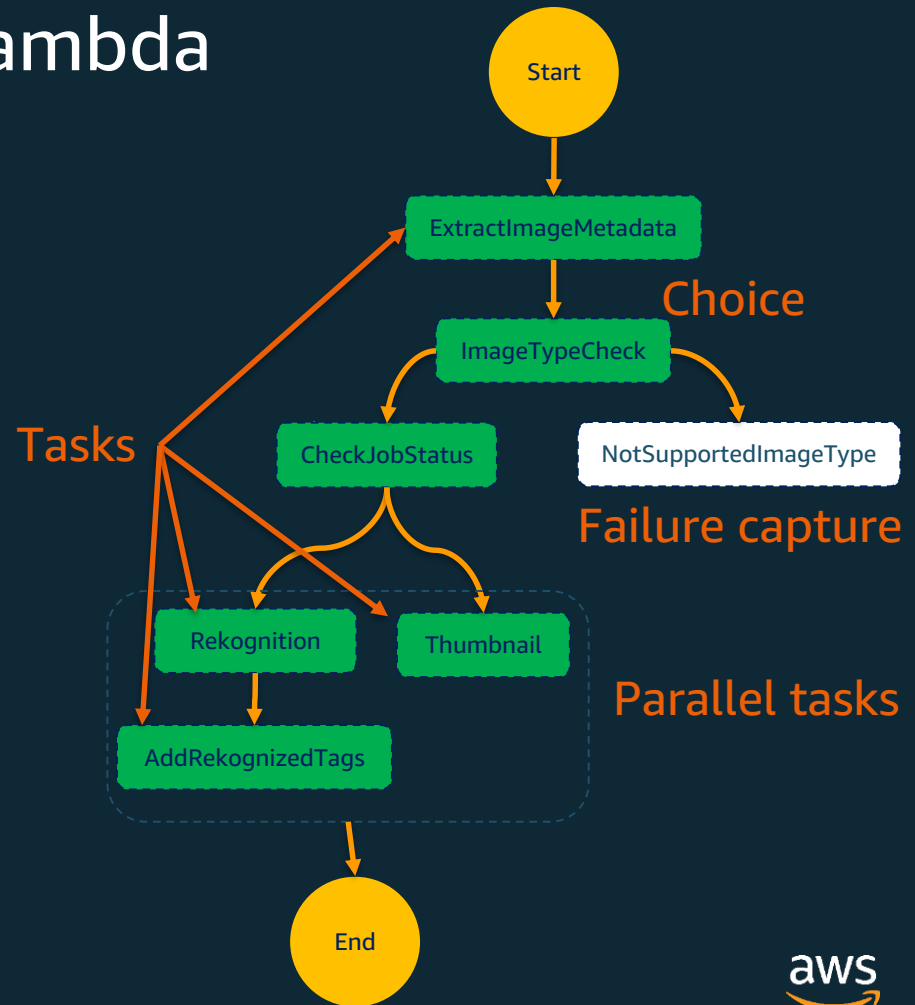 ambda
Start
ExtractImageMetadata
Choice
ImageTypeCheck
Tasks
CheckJobStatus
NotSupportedImageType
Failure capture
Rekognition
Thumbnail
Parallel tasks
AddRekognizedTags
End
aws